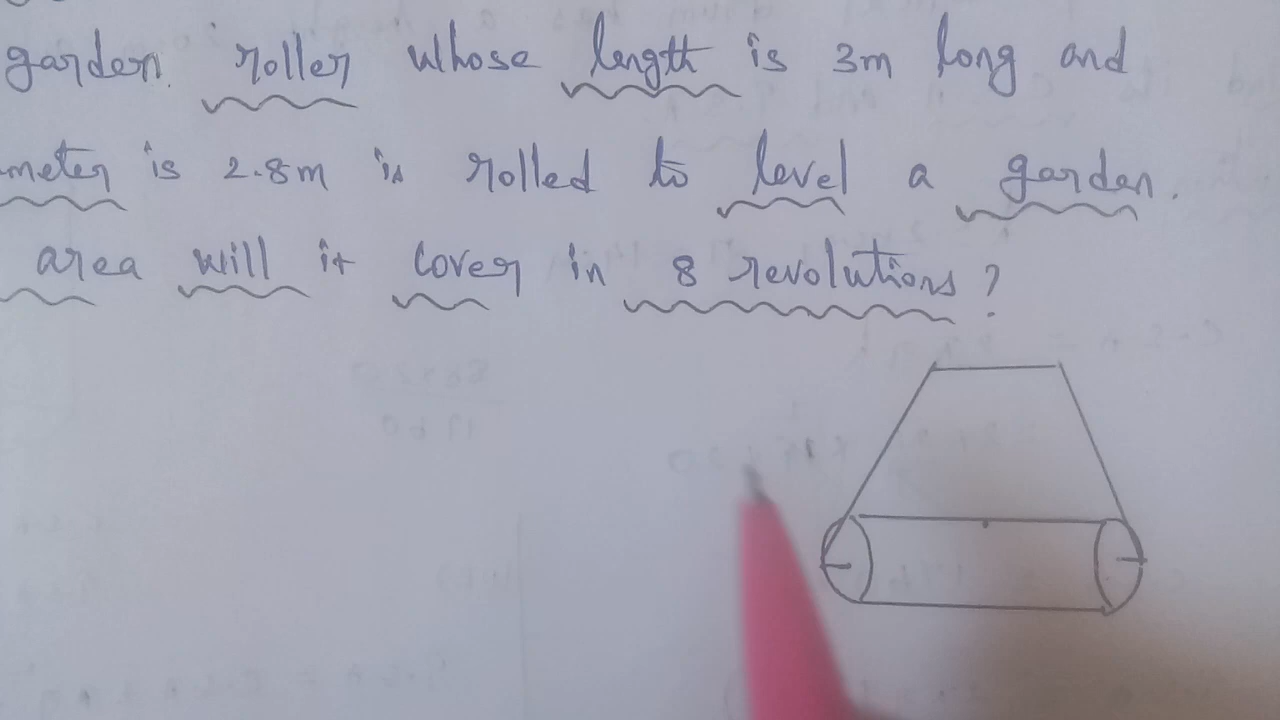 garden roller whose length is 3m long and
meter is 2.8m is rolled to level a garden.
area will it cover in 8 revolutions?